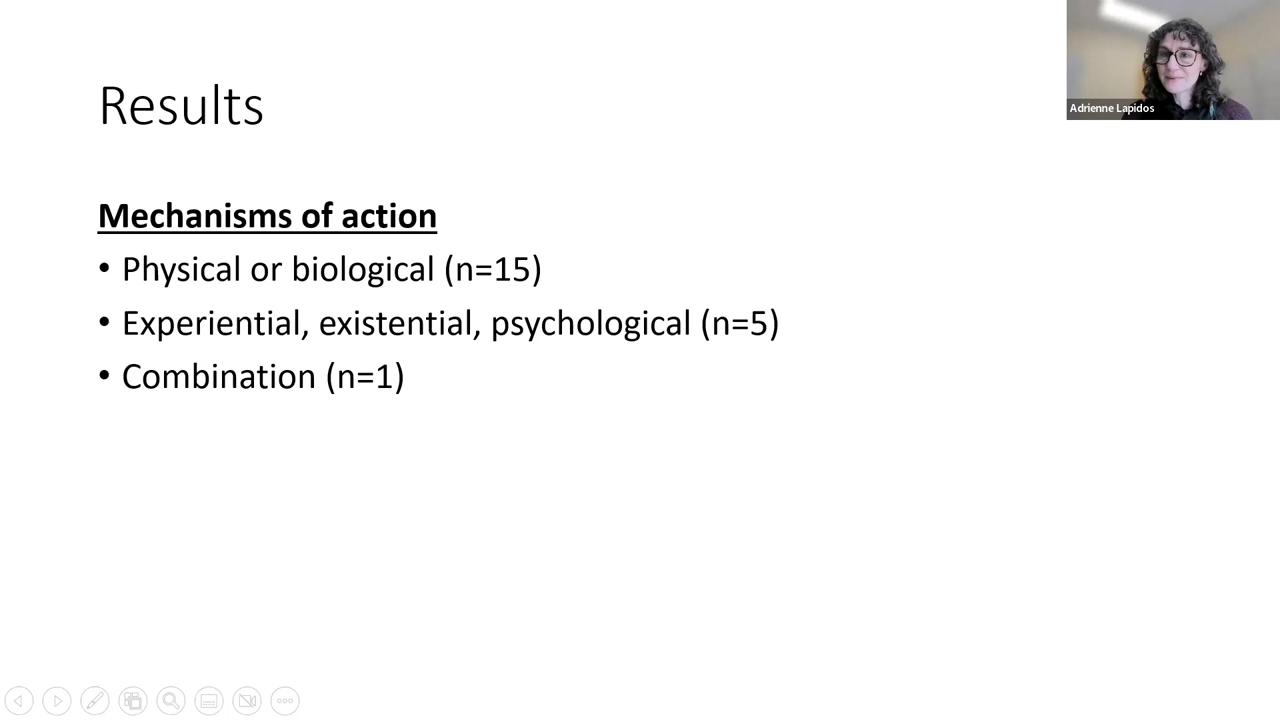 Results
Adrienne Lapidos
Mechanisms of action
• Physical or biological (n=15)
• Experiential, existential, psychological (n=5)
• Combination (n=1)